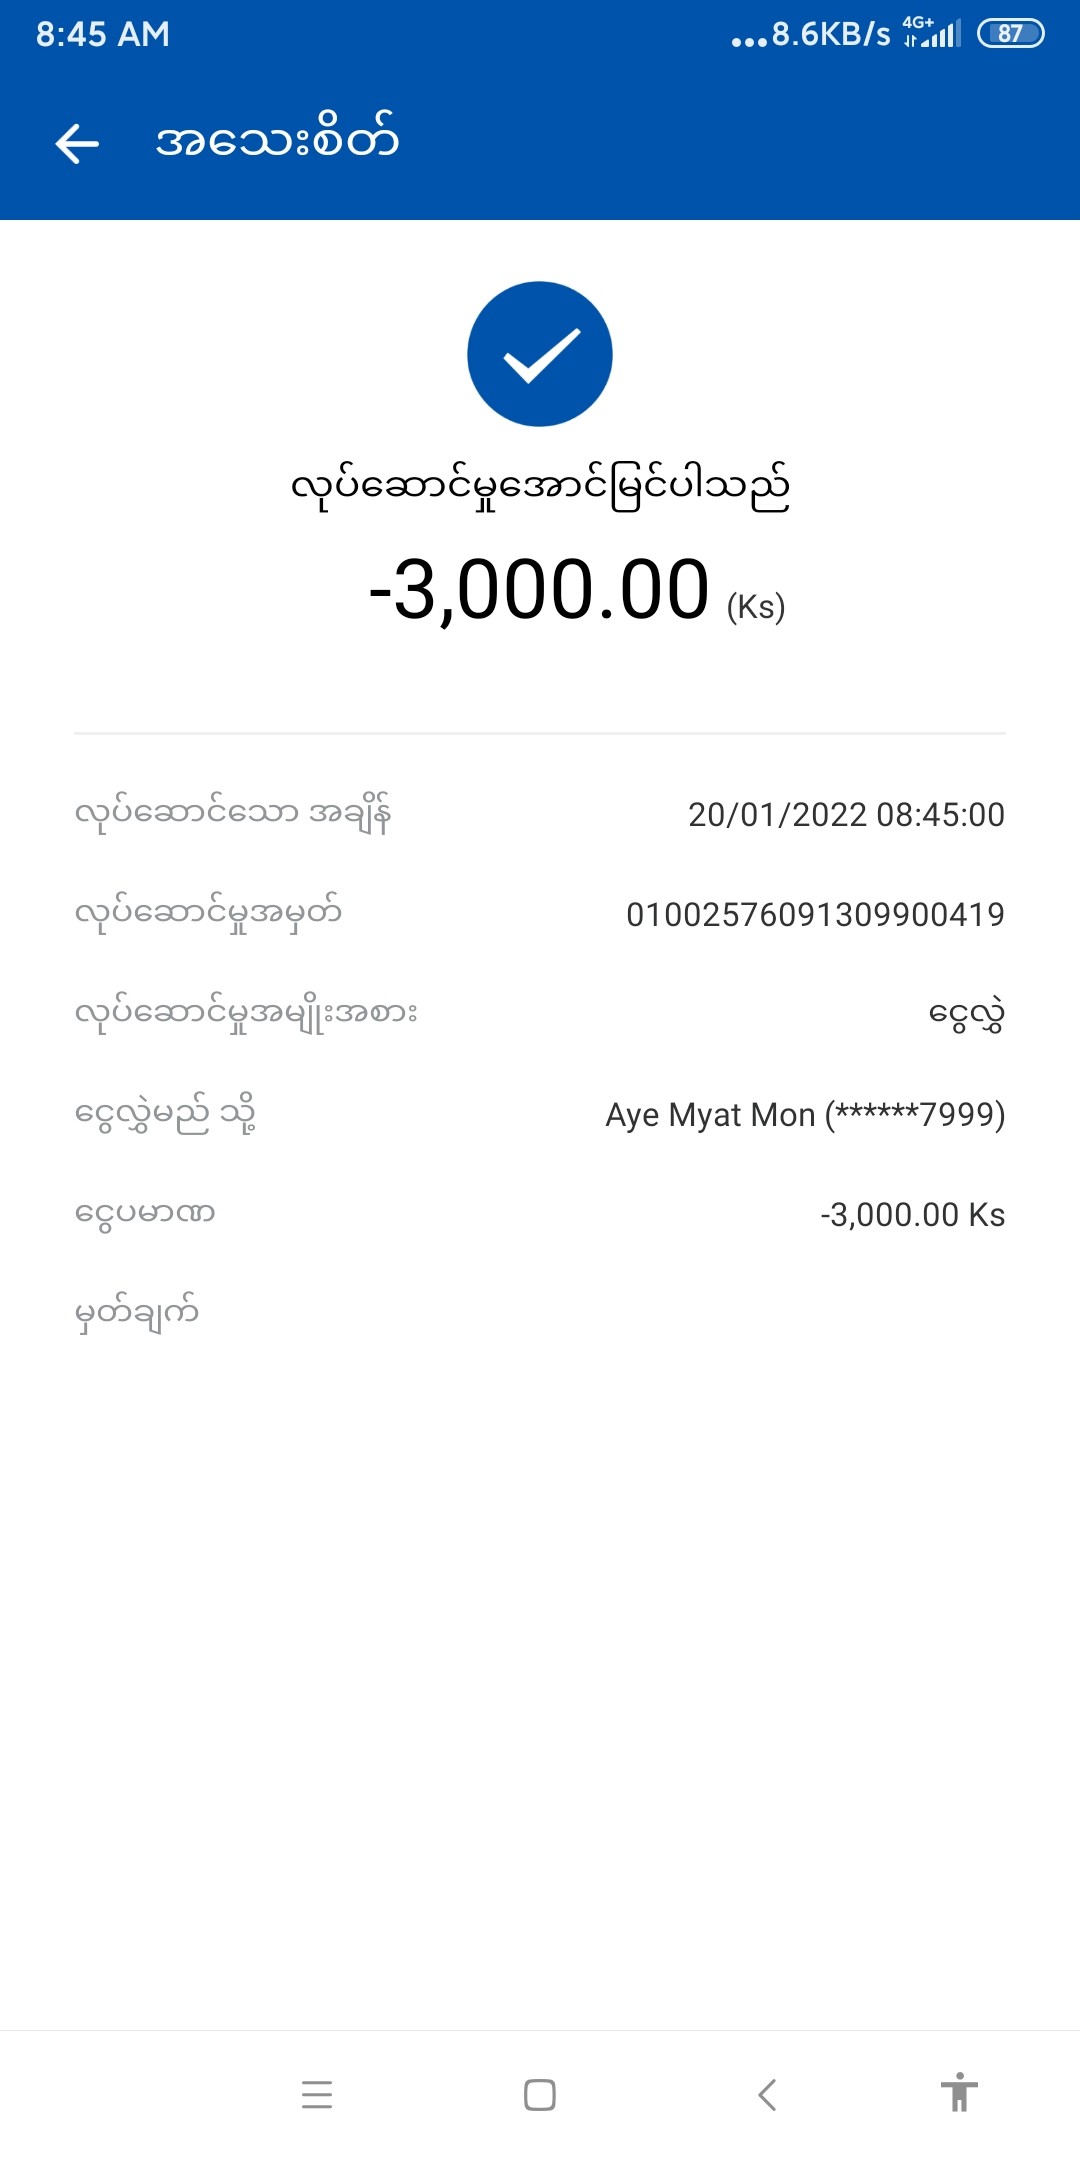 8:45 AM
...8.6KB/s 4G+ 87
အသေးစိတ်
လုပ်ဆောင်မှုအောင်မြင်ပါသည်
-3,000.00 (Ks)
လုပ်ဆောင်သော အချိန် 20/01/2022 08:45:00
လုပ်ဆောင်မှုအမှတ် 01002576091309900419
လုပ်ဆောင်မှုအမျိုးအစား ငွေလွှဲ
ငွေလွှဲမည် သို့ Aye Myat Mon (******7999)
ငွေပမာဏ -3,000.00 Ks
မှတ်ချက်